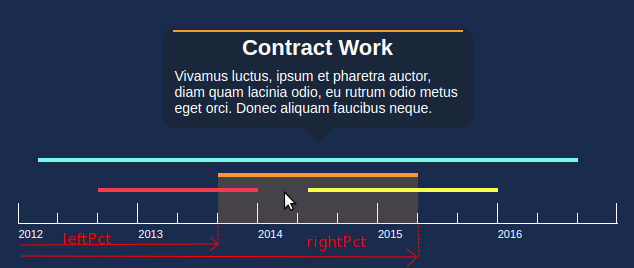 Contract Work
Vivamus luctus, ipsum et pharetra auctor,
diam quam lacinia odio, eu rutrum odio metus
eget orci. Donec aliquam faucibus neque.
2012 2013 2014 2015 2016
leftPct rightPct